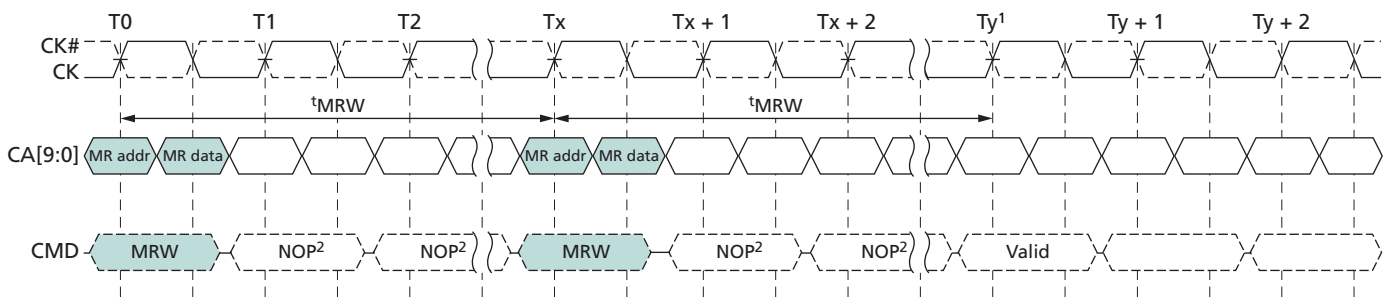 T0 T1 T2 Tx Tx + 1 Tx + 2 Ty¹ Ty + 1 Ty + 2
CK#
CK
ᵗMRW ᵗMRW
CA[9:0] MR addr MR data MR addr MR data
CMD MRW NOP² NOP² MRW NOP² NOP² Valid